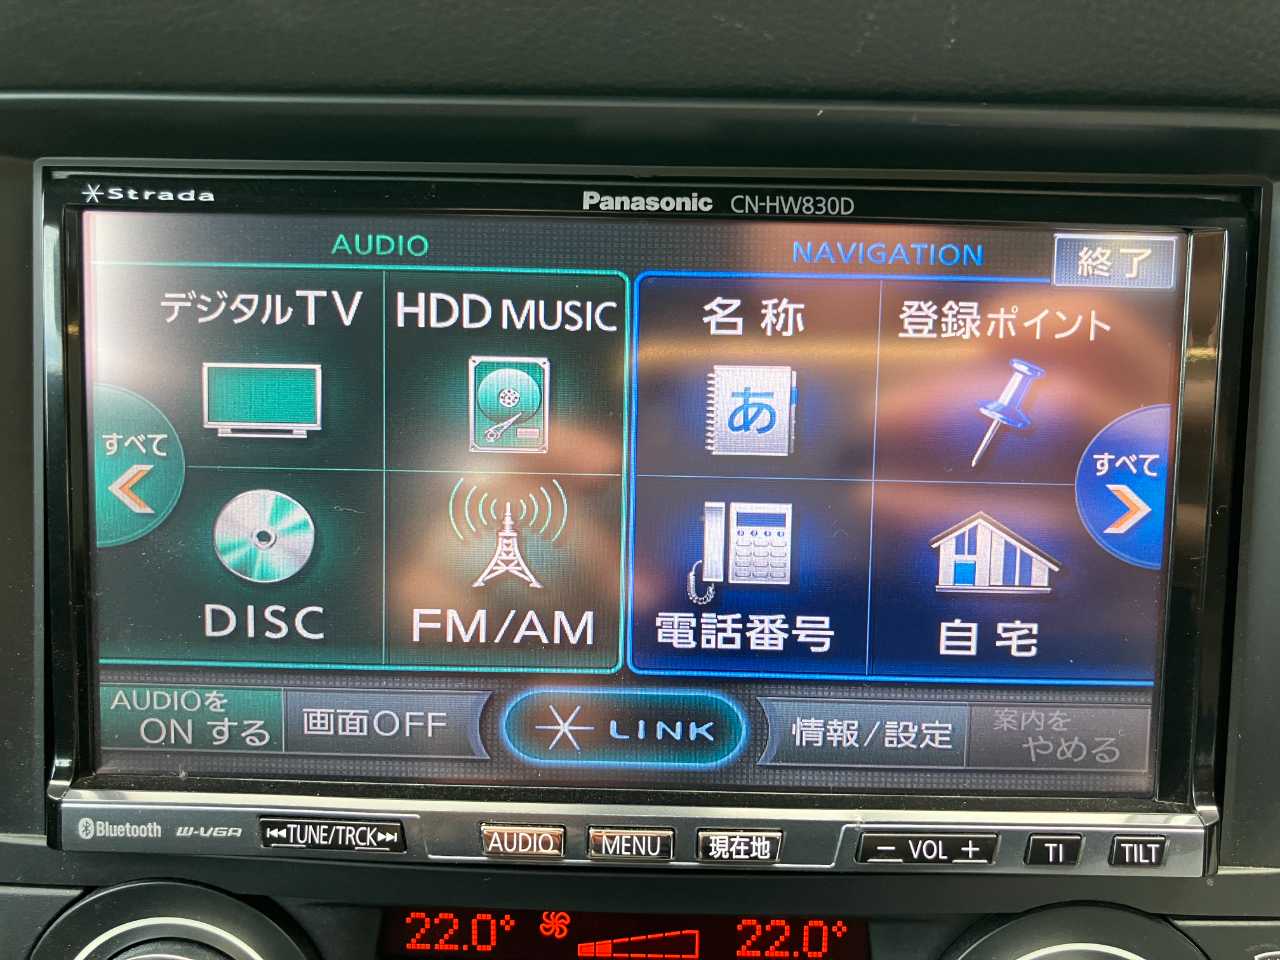 Strada
Panasonic CN-HW830D
AUDIO
NAVIGATION
終了
デジタルTV
HDD MUSIC
名称
登録ポイント
あ
すべて
すべて
DISC
FM/AM
電話番号
自宅
AUDIOを
ON する
画面OFF
LINK
情報/設定
案内を
やめる
Bluetooth
W-VGA
TUNE/TRCK
AUDIO
MENU
現在地
− VOL +
TI
TILT
22.0°
22.0°